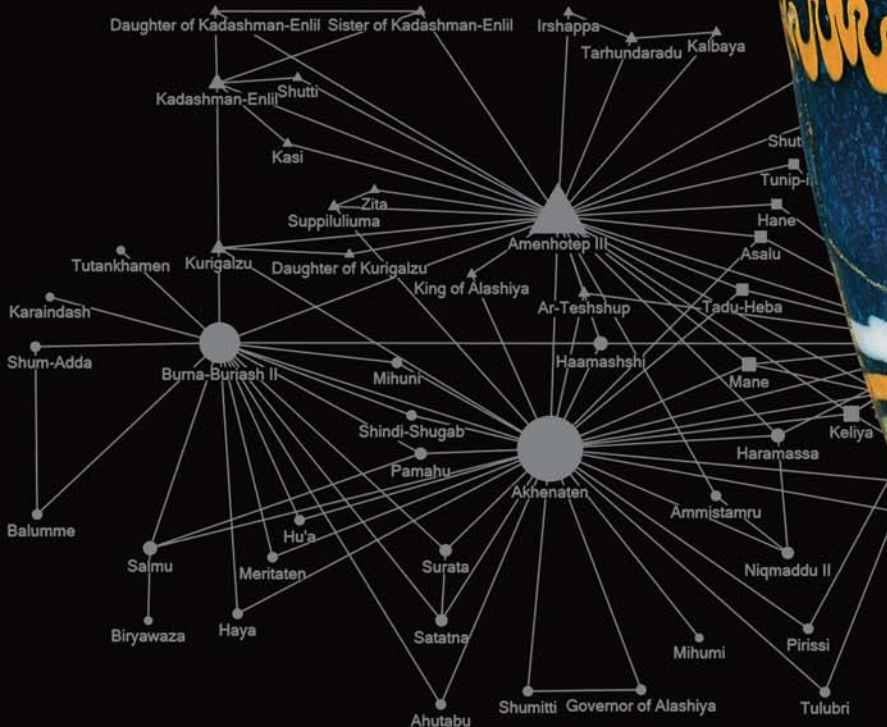 Daughter of Kadashman-Enlil
Sister of Kadashman-Enlil
Irshappa
Tarhundaradu
Kalbaya
Kadashman-Enlil
Shutti
Kasi
Zita
Suppiluliuma
Tutankhamen
Kurigalzu
Daughter of Kurigalzu
Amenhotep III
King of Alashiya
Ar-Teshshup
Hane
Asalu
Tadu-Heba
Karaindash
Shum-Adda
Burna-Buriash II
Mihuni
Haamashshi
Mane
Shindi-Shugab
Pamahu
Akhenaten
Haramassa
Keliya
Balumme
Salmu
Hu'a
Meritaten
Surata
Ammistamru
Niqmaddu II
Biryawaza
Haya
Satatna
Mihumi
Pirissi
Ahutabu
Shumitti
Governor of Alashiya
Tulubri